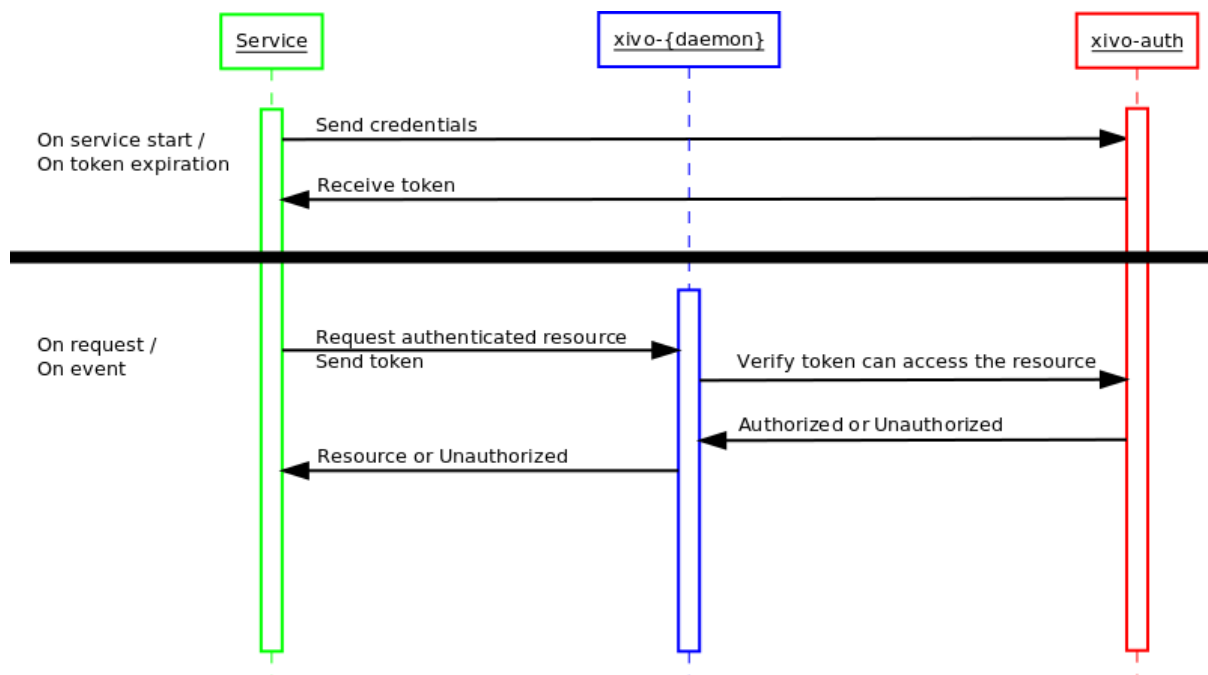 Service
xivo-{daemon}
xivo-auth
On service start /
On token expiration
Send credentials
Receive token
On request /
On event
Request authenticated resource
Send token
Verify token can access the resource
Authorized or Unauthorized
Resource or Unauthorized